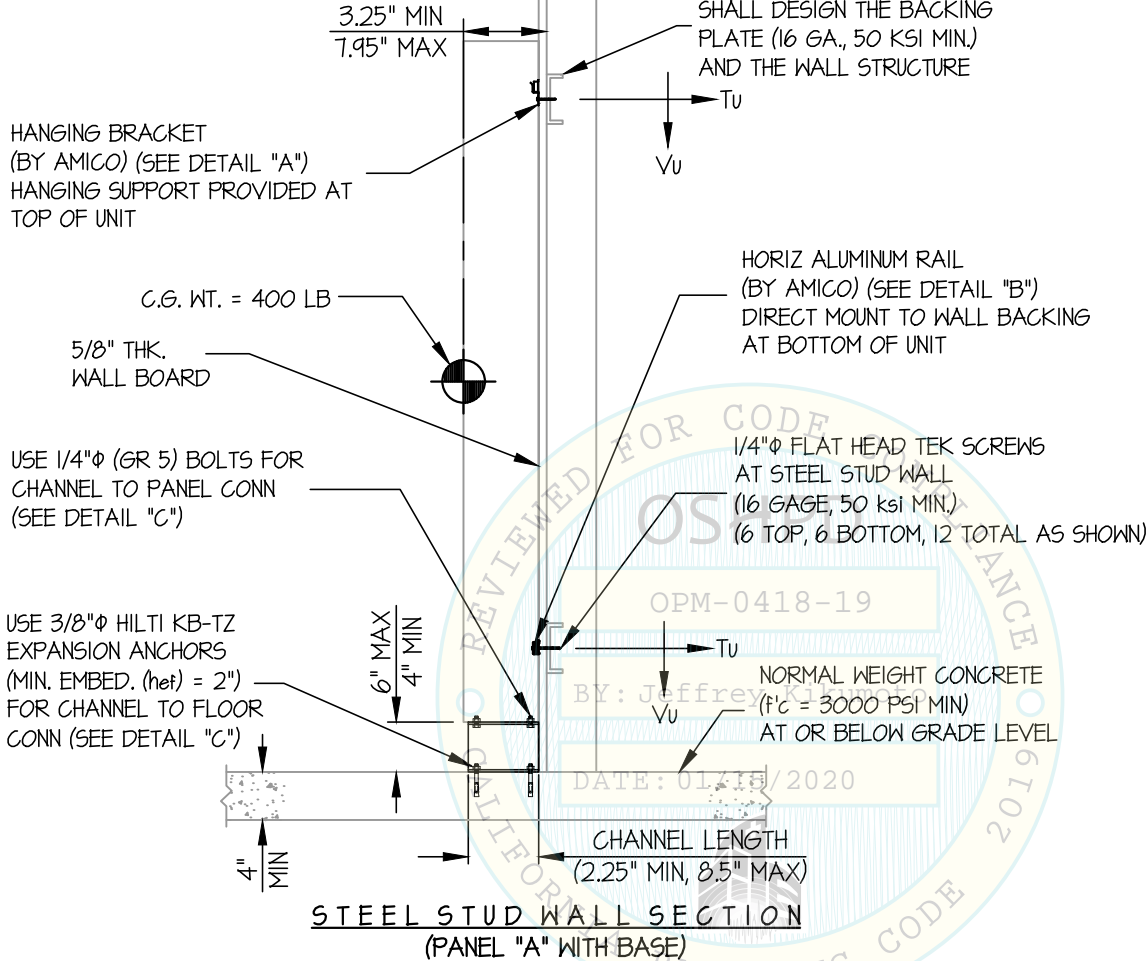 3.25" MIN
7.95" MAX
SHALL DESIGN THE BACKING
PLATE (16 GA., 50 KSI MIN.)
AND THE WALL STRUCTURE
Tu
Vu
HANGING BRACKET
(BY AMICO) (SEE DETAIL "A")
HANGING SUPPORT PROVIDED AT
TOP OF UNIT
HORIZ ALUMINUM RAIL
(BY AMICO) (SEE DETAIL "B")
DIRECT MOUNT TO WALL BACKING
AT BOTTOM OF UNIT
C.G. WT. = 400 LB
5/8" THK.
WALL BOARD
1/4"Φ FLAT HEAD TEK SCREWS
AT STEEL STUD WALL
(16 GAGE, 50 ksi MIN.)
(6 TOP, 6 BOTTOM, 12 TOTAL AS SHOWN)
USE 1/4"Φ (GR 5) BOLTS FOR
CHANNEL TO PANEL CONN
(SEE DETAIL "C")
USE 3/8"Φ HILTI KB-TZ
EXPANSION ANCHORS
(MIN. EMBED. (hef) = 2")
FOR CHANNEL TO FLOOR
CONN (SEE DETAIL "C")
6" MAX
4" MIN
Tu
Vu
NORMAL WEIGHT CONCRETE
(f'c = 3000 PSI MIN)
AT OR BELOW GRADE LEVEL
4"
MIN
CHANNEL LENGTH
(2.25" MIN, 8.5" MAX)
STEEL STUD WALL SECTION
(PANEL "A" WITH BASE)
REVIEWED FOR CODE COMPLIANCE
OSHPD
OPM-0418-19
BY: Jeffrey Kikumoto
DATE: 01/15/2020
CODE
2019